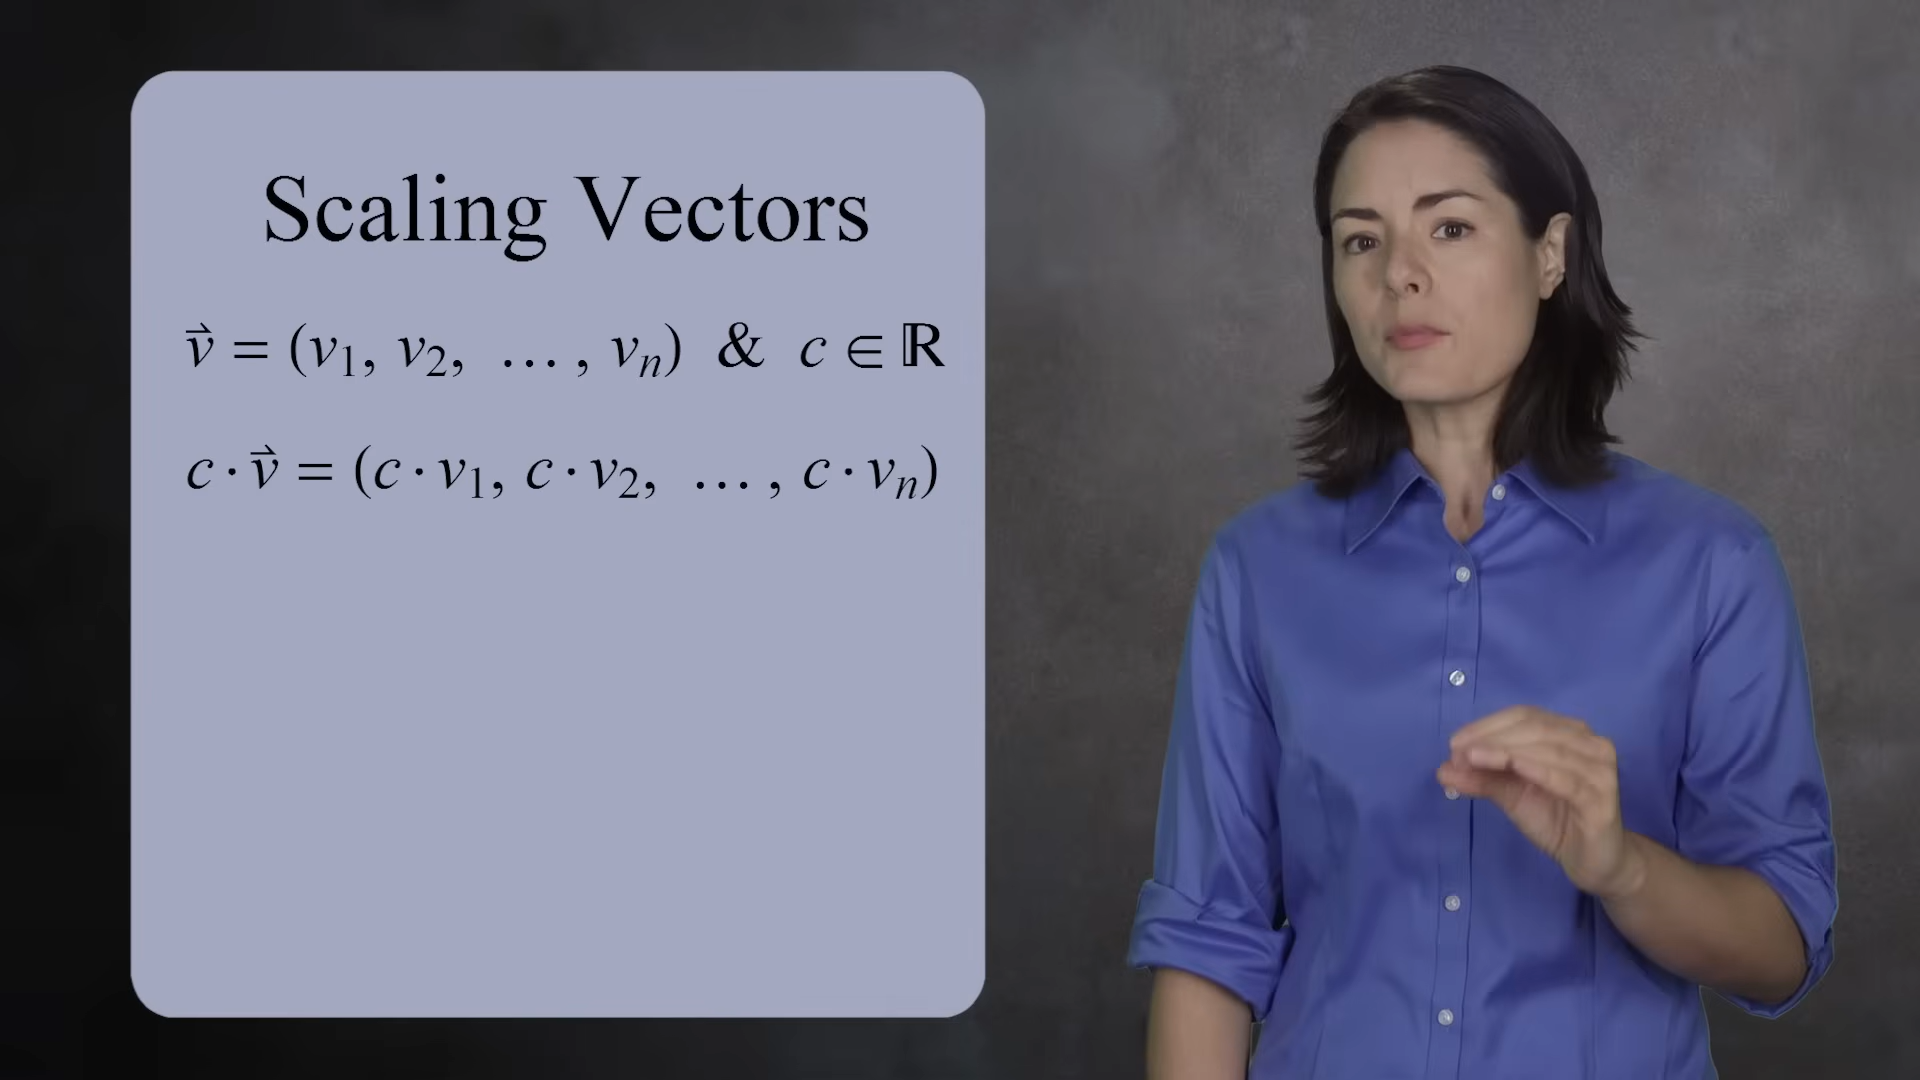 Scaling Vectors
v⃑ = (v₁, v₂, …, vₙ) & c ∈ ℝ
c · v⃑ = (c · v₁, c · v₂, …, c · vₙ)